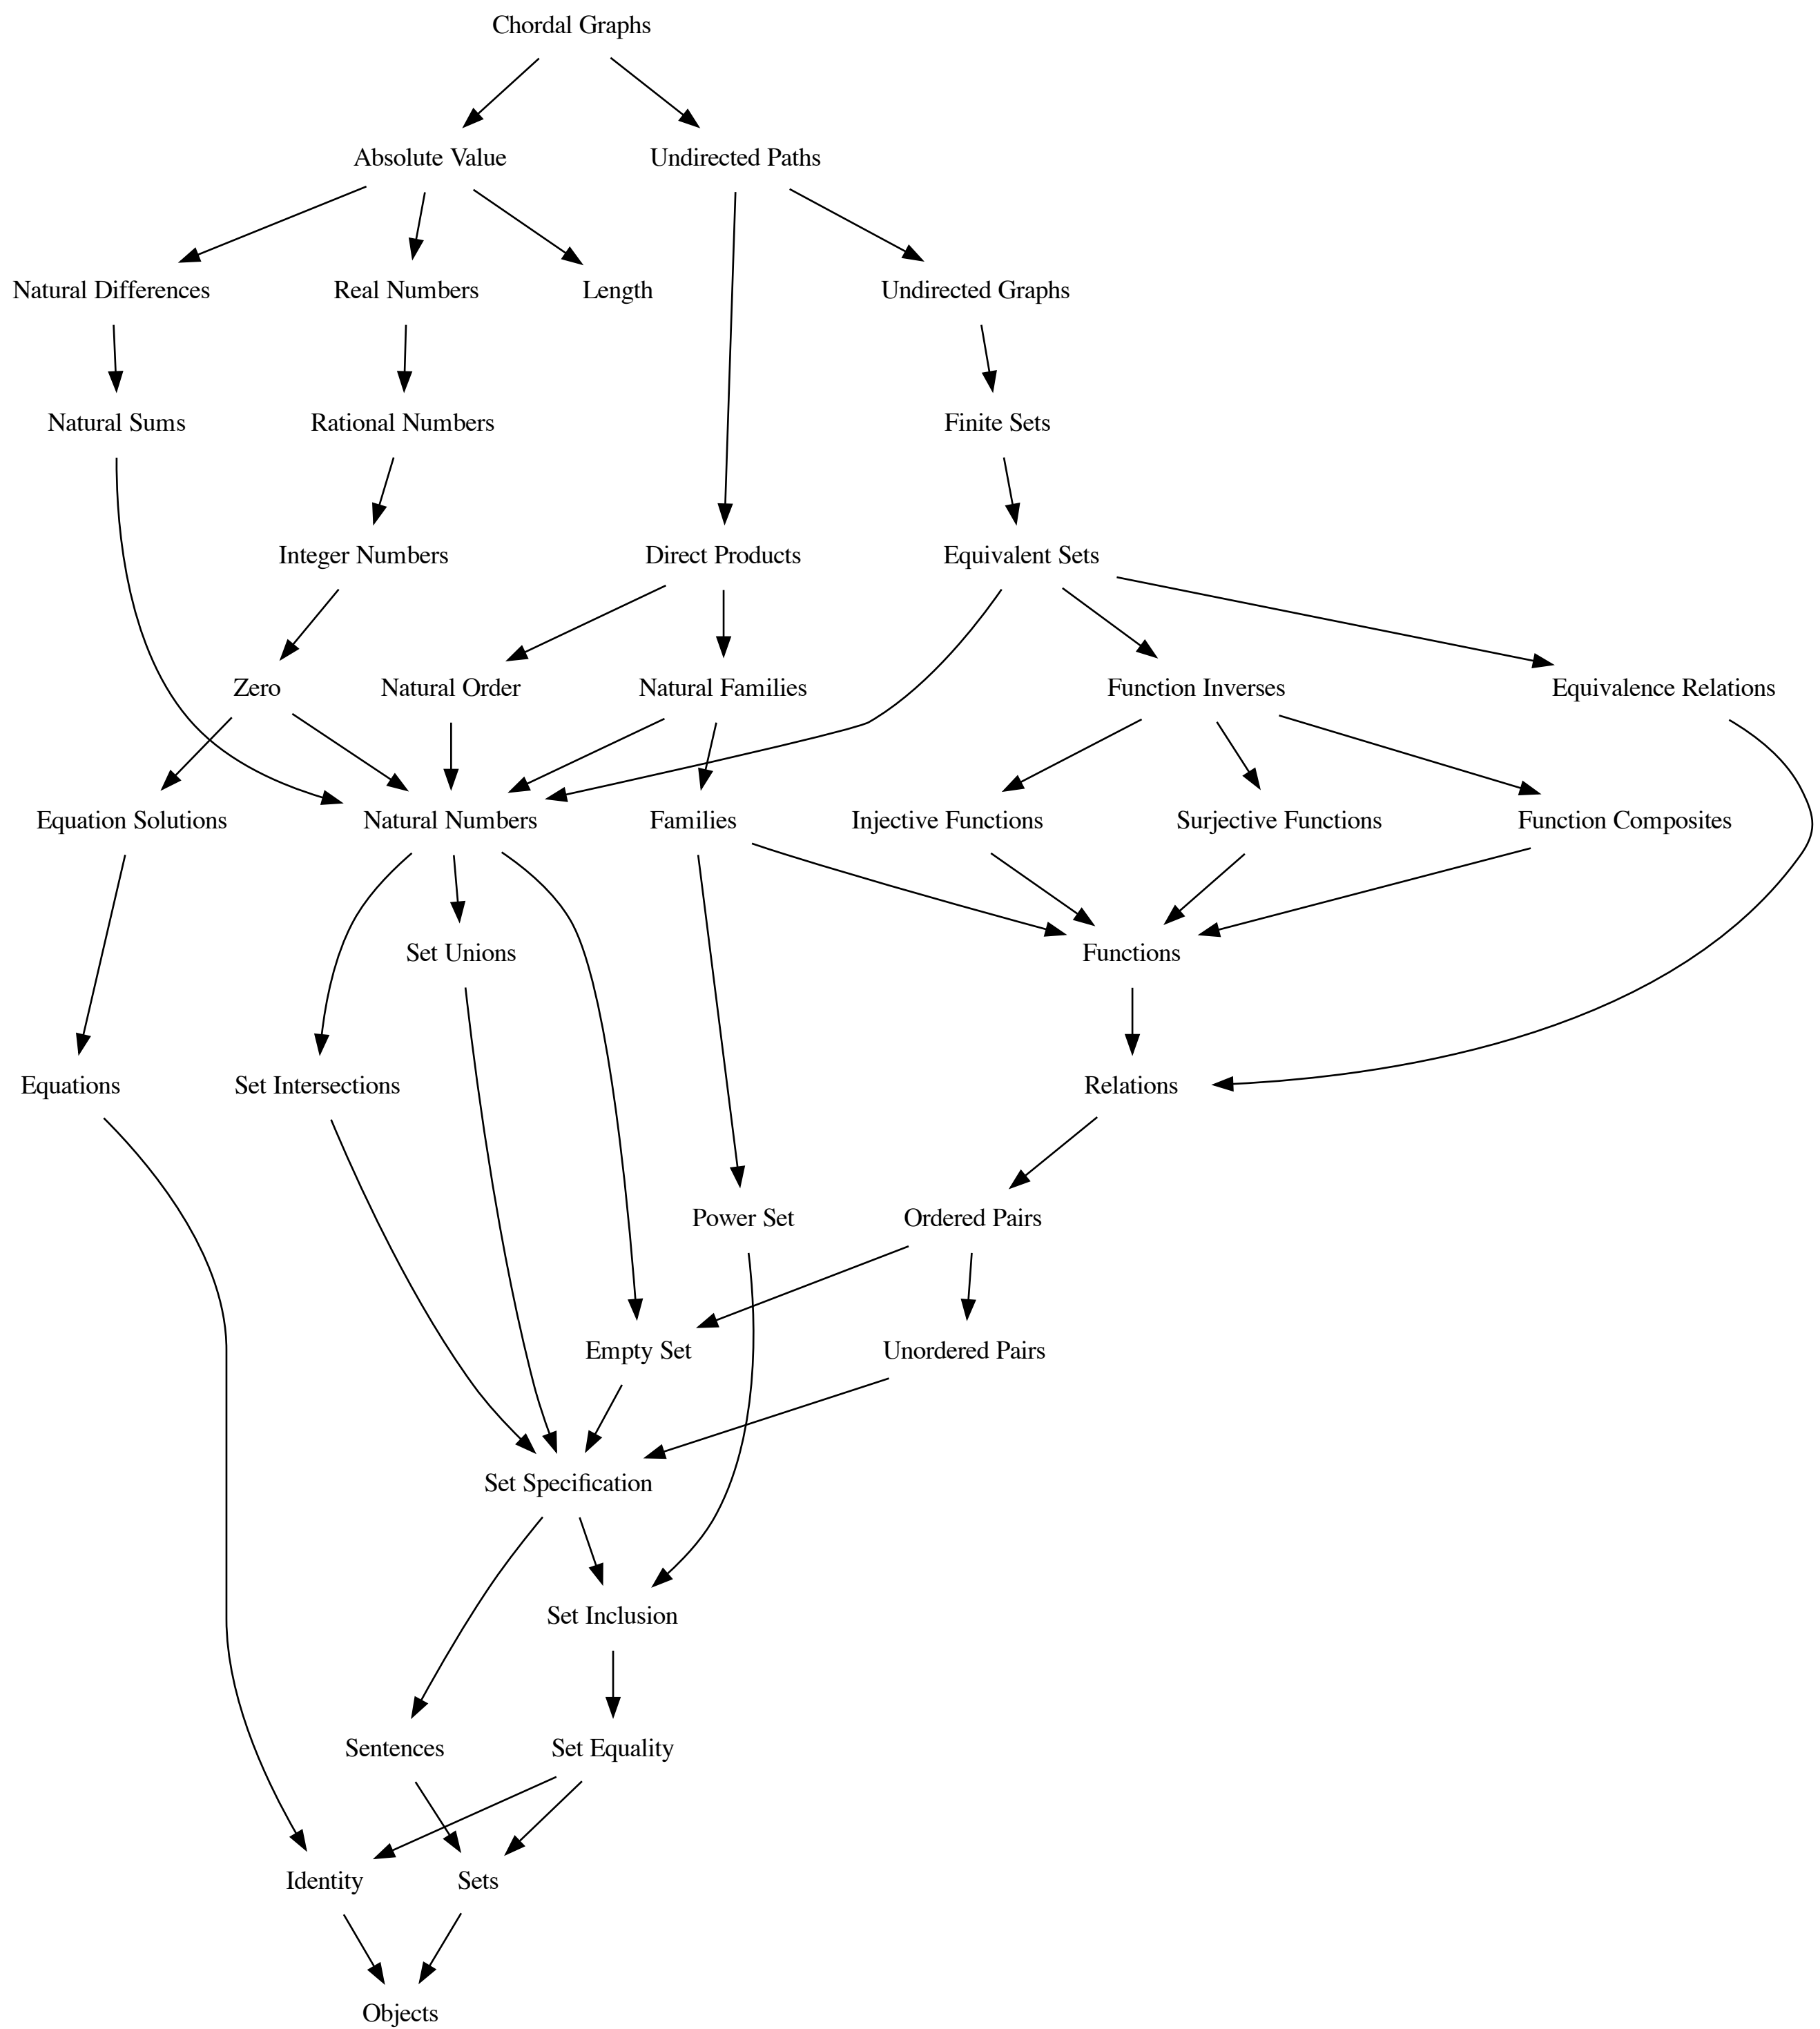 Chordal Graphs
Absolute Value
Undirected Paths
Natural Differences
Real Numbers
Length
Undirected Graphs
Natural Sums
Rational Numbers
Finite Sets
Integer Numbers
Direct Products
Equivalent Sets
Zero
Natural Order
Natural Families
Function Inverses
Equivalence Relations
Equation Solutions
Natural Numbers
Families
Injective Functions
Surjective Functions
Function Composites
Set Unions
Functions
Equations
Set Intersections
Relations
Power Set
Ordered Pairs
Empty Set
Unordered Pairs
Set Specification
Set Inclusion
Sentences
Set Equality
Identity
Sets
Objects